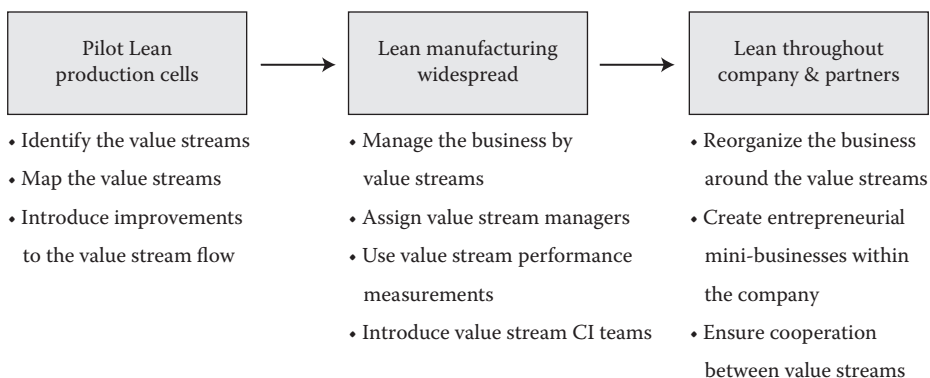 Pilot Lean
production cells
• Identify the value streams
• Map the value streams
• Introduce improvements
to the value stream flow
Lean manufacturing
widespread
• Manage the business by
value streams
• Assign value stream managers
• Use value stream performance
measurements
• Introduce value stream CI teams
Lean throughout
company & partners
• Reorganize the business
around the value streams
• Create entrepreneurial
mini-businesses within
the company
• Ensure cooperation
between value streams